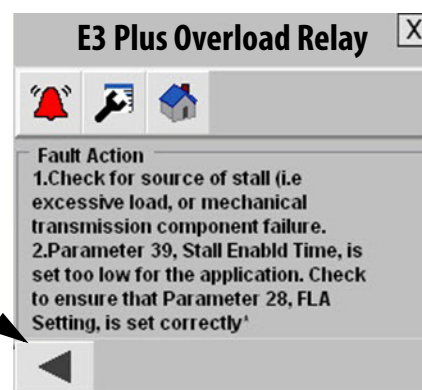 E3 Plus Overload Relay
X
Fault Action
1.Check for source of stall (i.e
excessive load, or mechanical
transmission component failure.
2.Parameter 39, Stall Enabld Time, is
set too low for the application. Check
to ensure that Parameter 28, FLA
Setting, is set correctly'